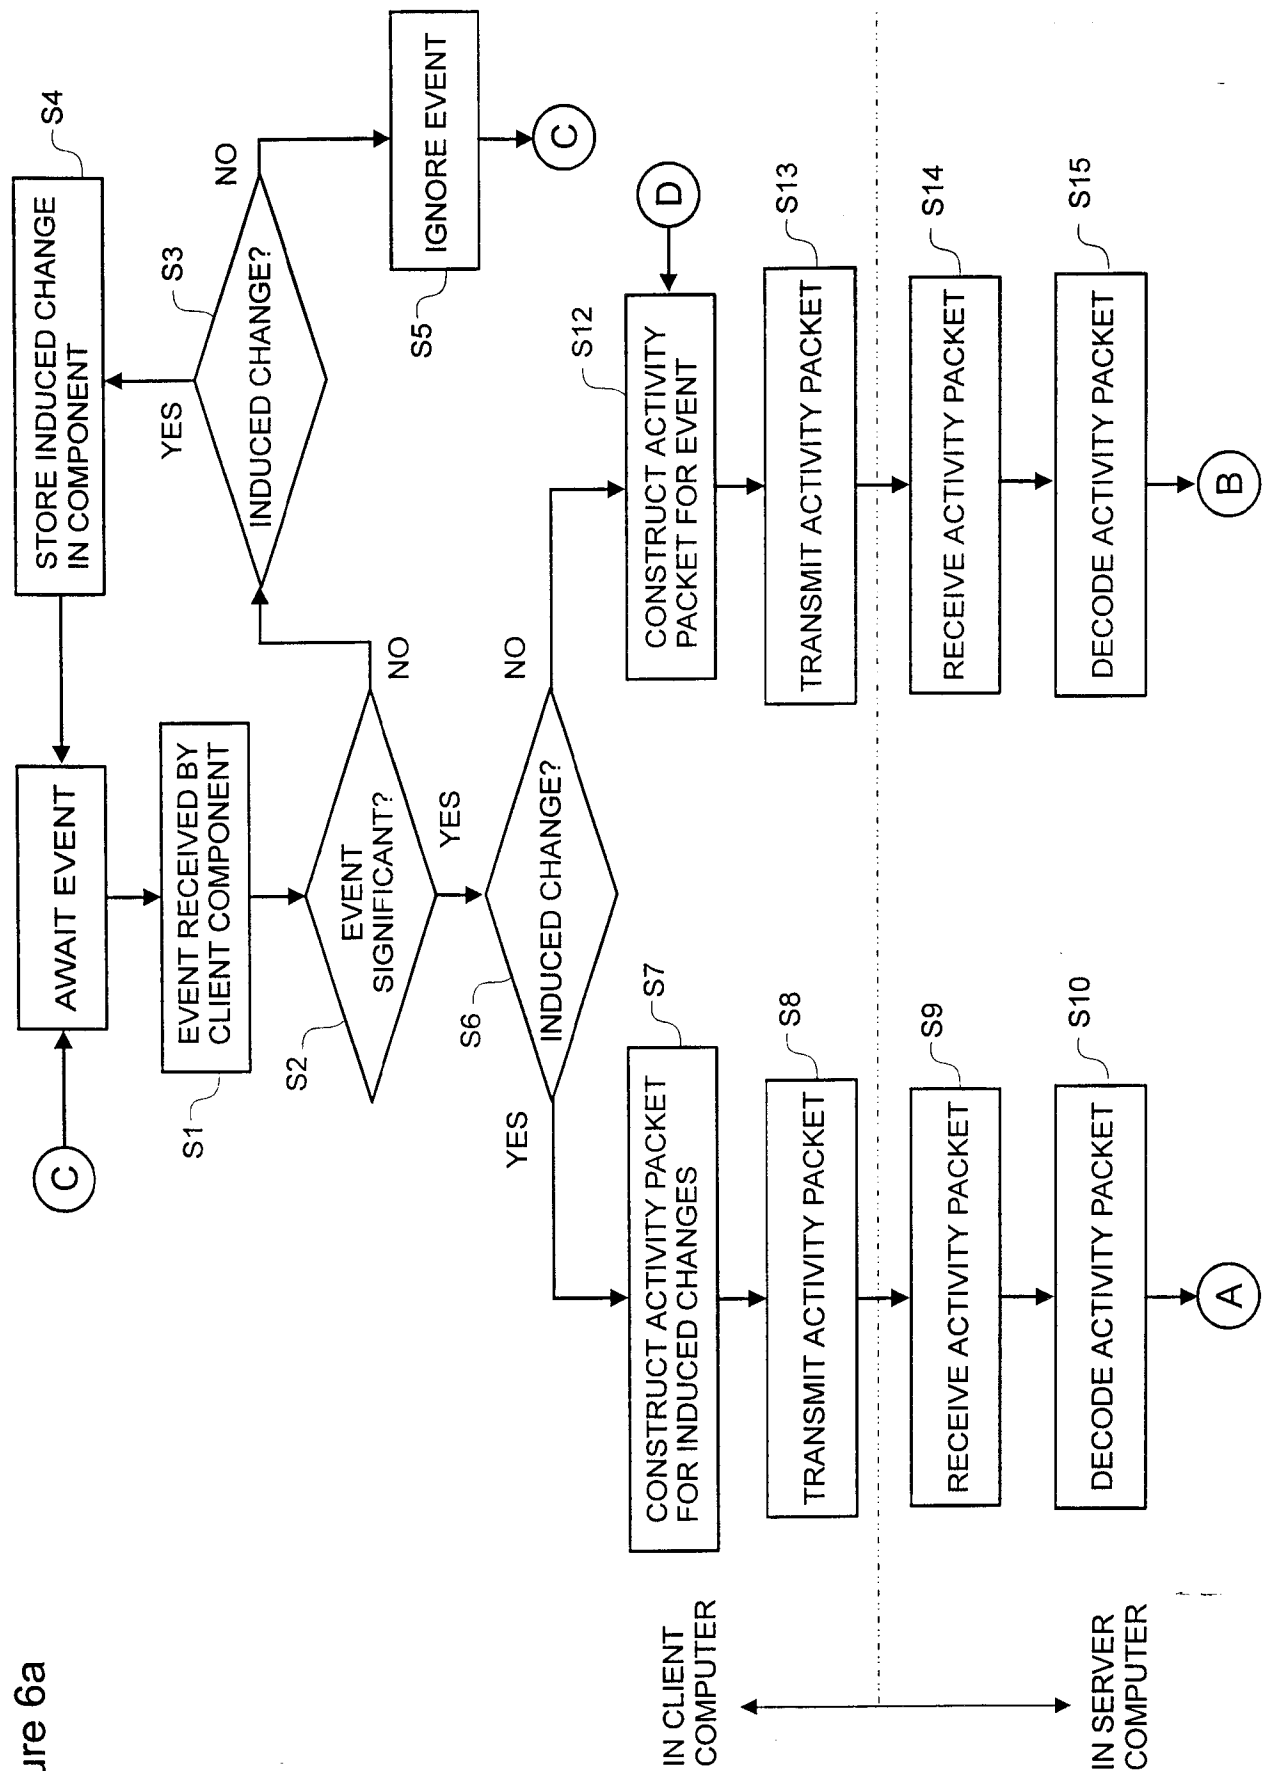 ure 6a
C
AWAIT EVENT
STORE INDUCED CHANGE
IN COMPONENT
S4
S1
EVENT RECEIVED BY
CLIENT COMPONENT
YES
S3
INDUCED CHANGE?
NO
S2
EVENT
SIGNIFICANT?
NO
YES
S5
IGNORE EVENT
C
S6
INDUCED CHANGE?
YES
NO
S7
CONSTRUCT ACTIVITY PACKET
FOR INDUCED CHANGES
S12
CONSTRUCT ACTIVITY
PACKET FOR EVENT
D
IN CLIENT
COMPUTER
TRANSMIT ACTIVITY PACKET
S8
TRANSMIT ACTIVITY PACKET
S13
RECEIVE ACTIVITY PACKET
S9
RECEIVE ACTIVITY PACKET
S14
IN SERVER
COMPUTER
DECODE ACTIVITY PACKET
S10
DECODE ACTIVITY PACKET
S15
A
B